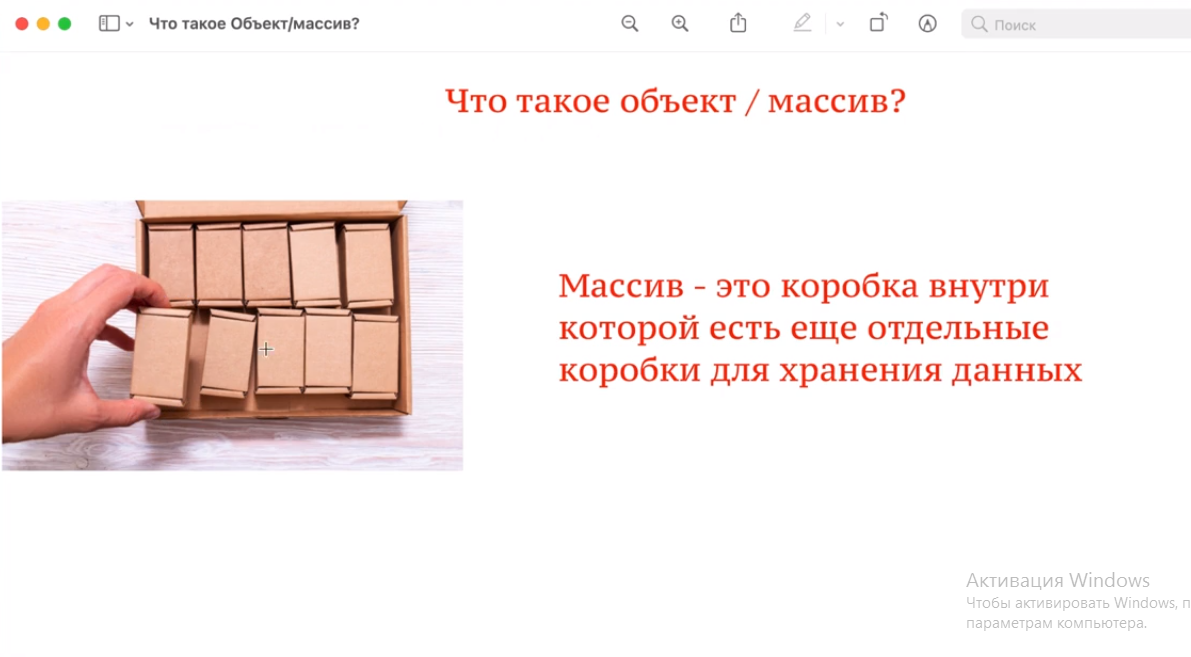 Что такое Объект/массив?
Поиск
Что такое объект / массив?
Массив - это коробка внутри
которой есть еще отдельные
коробки для хранения данных
Активация Windows
Чтобы активировать Windows, п
параметрам компьютера.